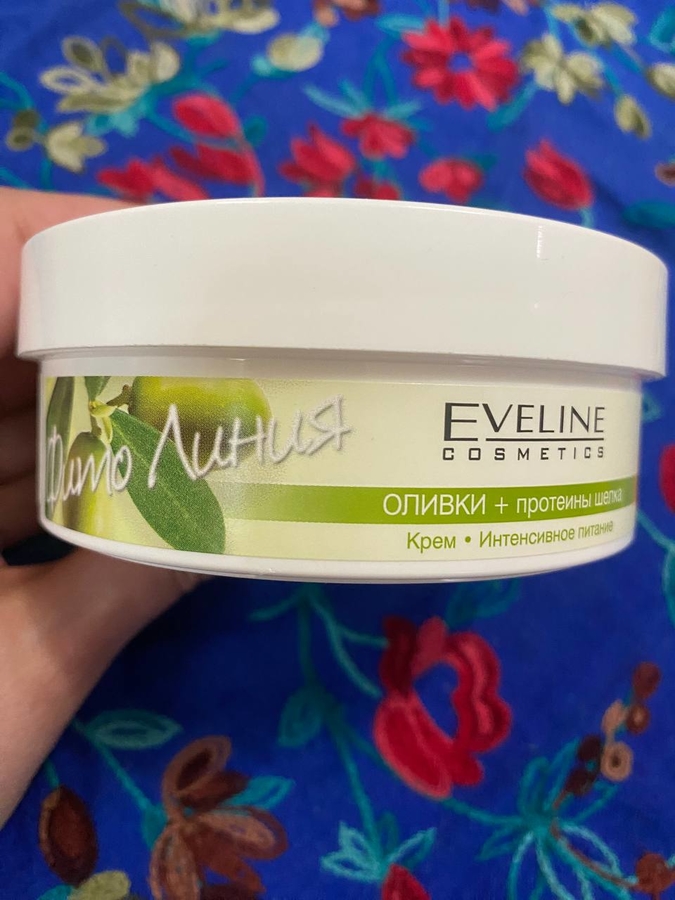 Фито Линия
EVELINE
COSMETICS
ОЛИВКИ + протеины шелка
Крем • Интенсивное питание